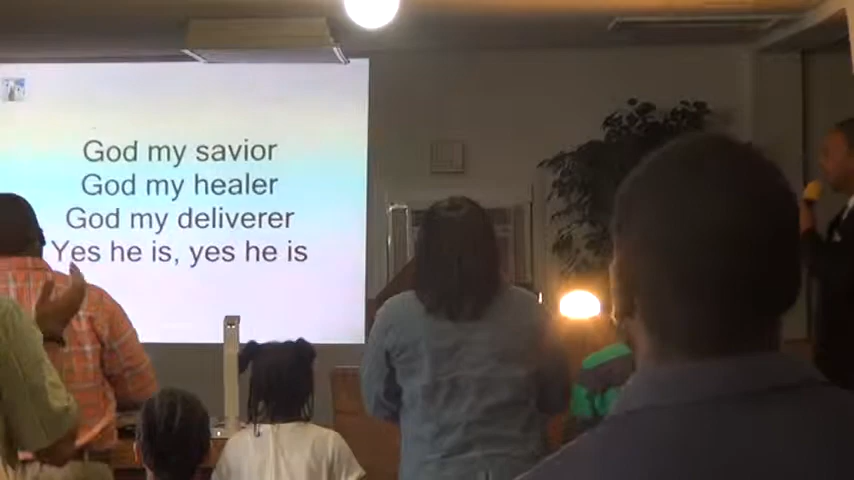 God my savior
God my healer
God my deliverer
Yes he is, yes he is